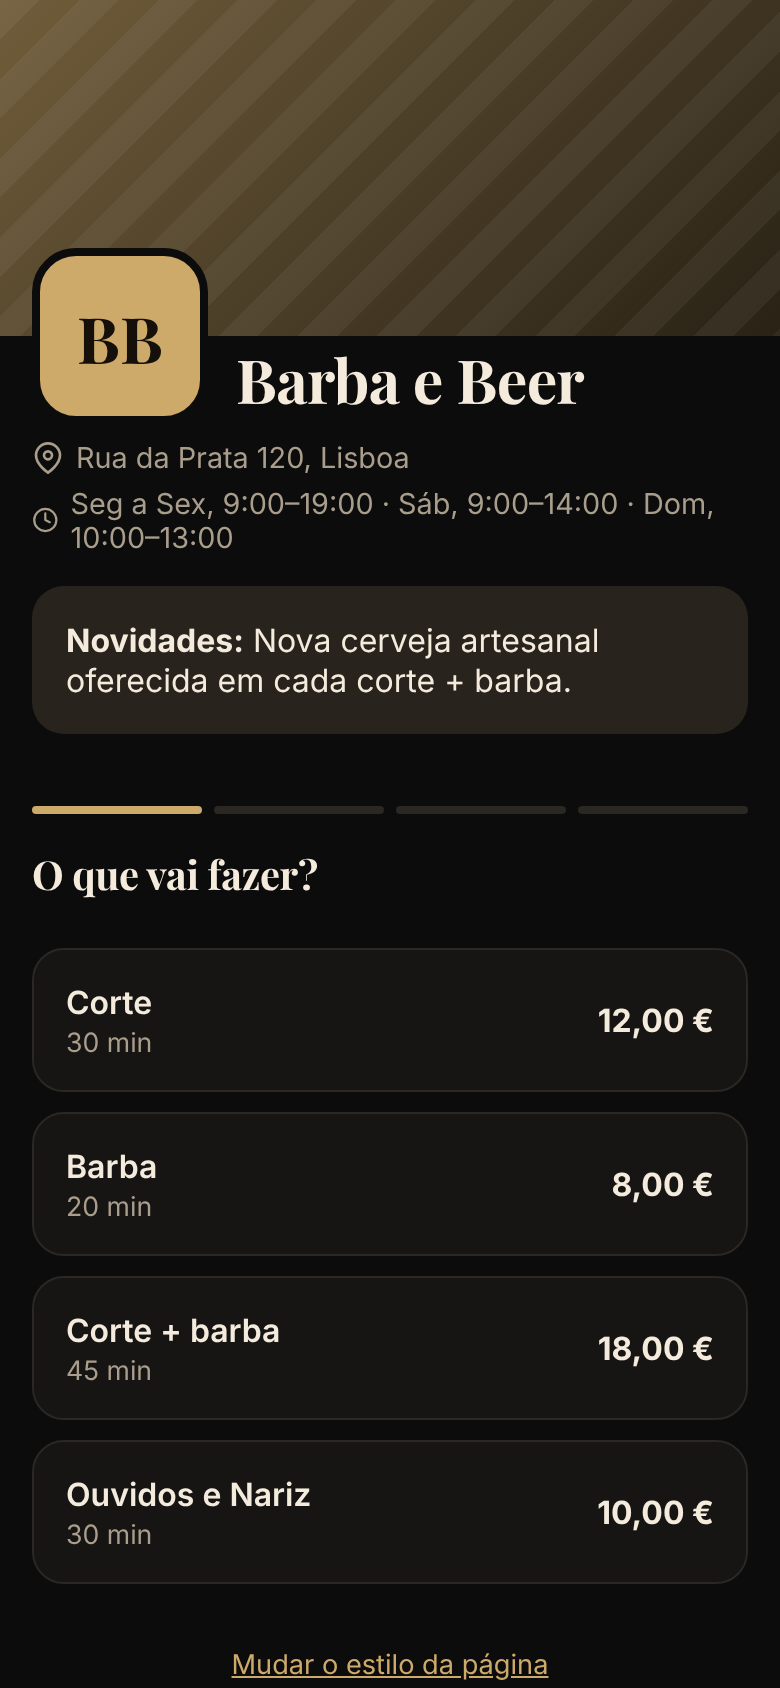 BB
Barba e Beer
Rua da Prata 120, Lisboa
Seg a Sex, 9:00–19:00 · Sáb, 9:00–14:00 · Dom,
10:00–13:00
Novidades: Nova cerveja artesanal
oferecida em cada corte + barba.
O que vai fazer?
Corte
30 min
12,00 €
Barba
20 min
8,00 €
Corte + barba
45 min
18,00 €
Ouvidos e Nariz
30 min
10,00 €
Mudar o estilo da página